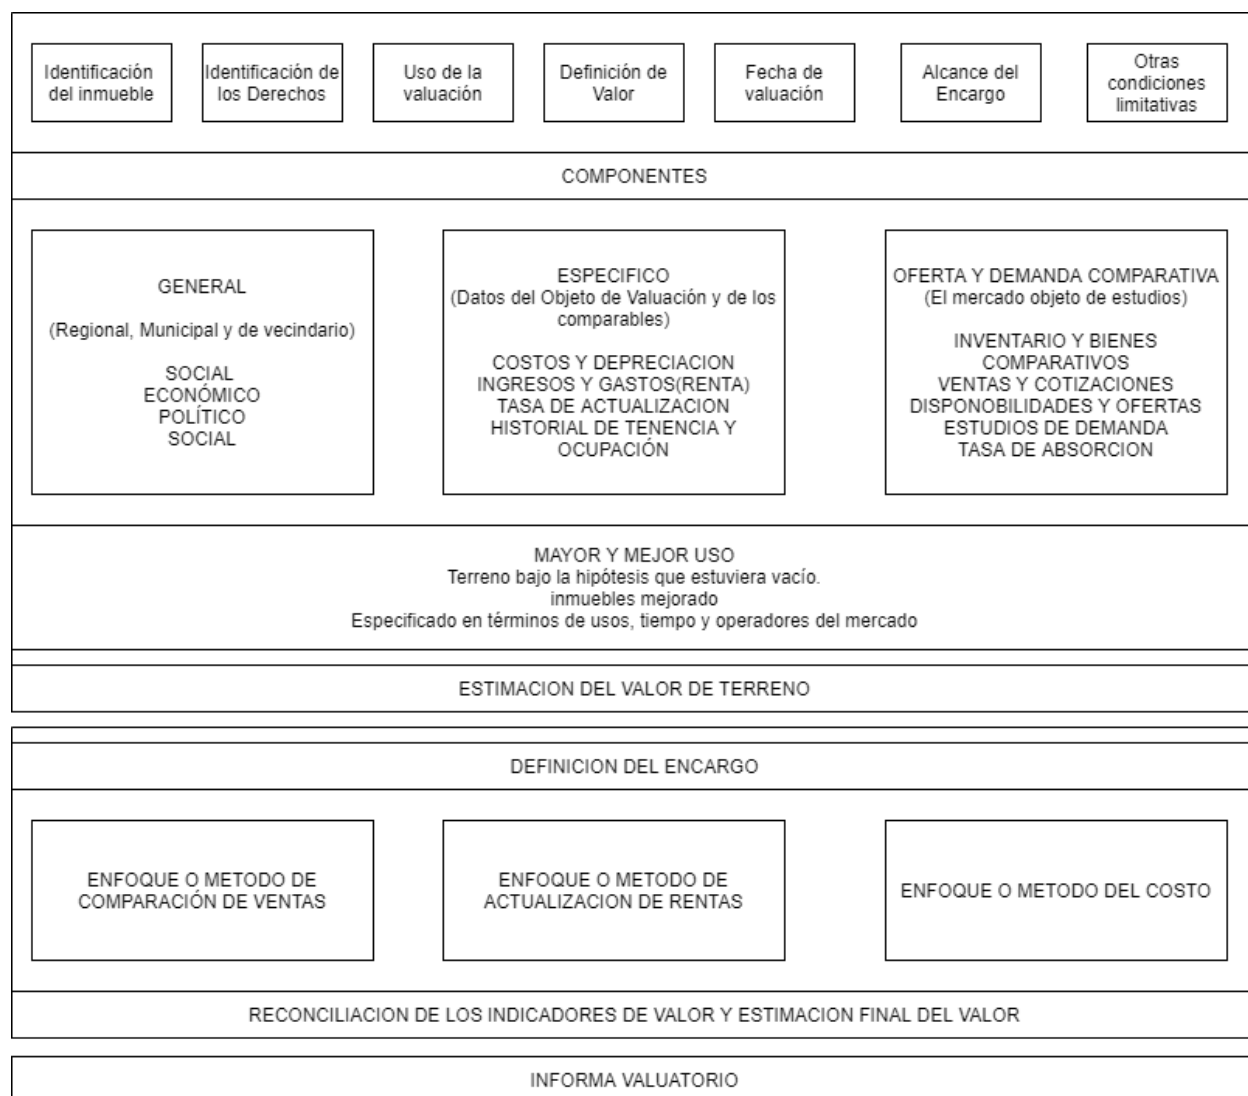 Identificación
del inmueble
Identificación de
los Derechos
Uso de la
valuación
Definición de
Valor
Fecha de
valuación
Alcance del
Encargo
Otras
condiciones
limitativas
COMPONENTES
GENERAL
(Regional, Municipal y de vecindario)
SOCIAL
ECONÓMICO
POLÍTICO
SOCIAL
ESPECIFICO
(Datos del Objeto de Valuación y de los
comparables)
COSTOS Y DEPRECIACION
INGRESOS Y GASTOS(RENTA)
TASA DE ACTUALIZACION
HISTORIAL DE TENENCIA Y
OCUPACIÓN
OFERTA Y DEMANDA COMPARATIVA
(El mercado objeto de estudios)
INVENTARIO Y BIENES
COMPARATIVOS
VENTAS Y COTIZACIONES
DISPONOBILIDADES Y OFERTAS
ESTUDIOS DE DEMANDA
TASA DE ABSORCION
MAYOR Y MEJOR USO
Terreno bajo la hipótesis que estuviera vacío.
inmuebles mejorado
Especificado en términos de usos, tiempo y operadores del mercado
ESTIMACION DEL VALOR DE TERRENO
DEFINICION DEL ENCARGO
ENFOQUE O METODO DE
COMPARACIÓN DE VENTAS
ENFOQUE O METODO DE
ACTUALIZACION DE RENTAS
ENFOQUE O METODO DEL COSTO
RECONCILIACION DE LOS INDICADORES DE VALOR Y ESTIMACION FINAL DEL VALOR
INFORMA VALUATORIO